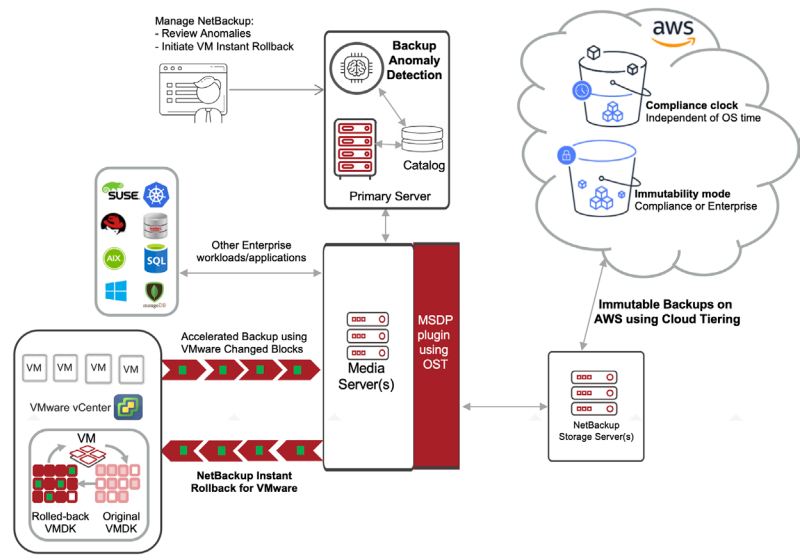 Manage NetBackup:
- Review Anomalies
- Initiate VM Instant Rollback
Backup
Anomaly
Detection
Catalog
Primary Server
aws
Compliance clock
Independent of OS time
Immutability mode
Compliance or Enterprise
SUSE
AIX
SQL
mongoDB
Other Enterprise
workloads/applications
Media
Server(s)
MSDP
plugin
using
OST
Immutable Backups on
AWS using Cloud Tiering
NetBackup
Storage Server(s)
Accelerated Backup using
VMware Changed Blocks
VM
VM
VM
VM
VMware vCenter
VM
Rolled-back
VMDK
Original
VMDK
NetBackup Instant
Rollback for VMware